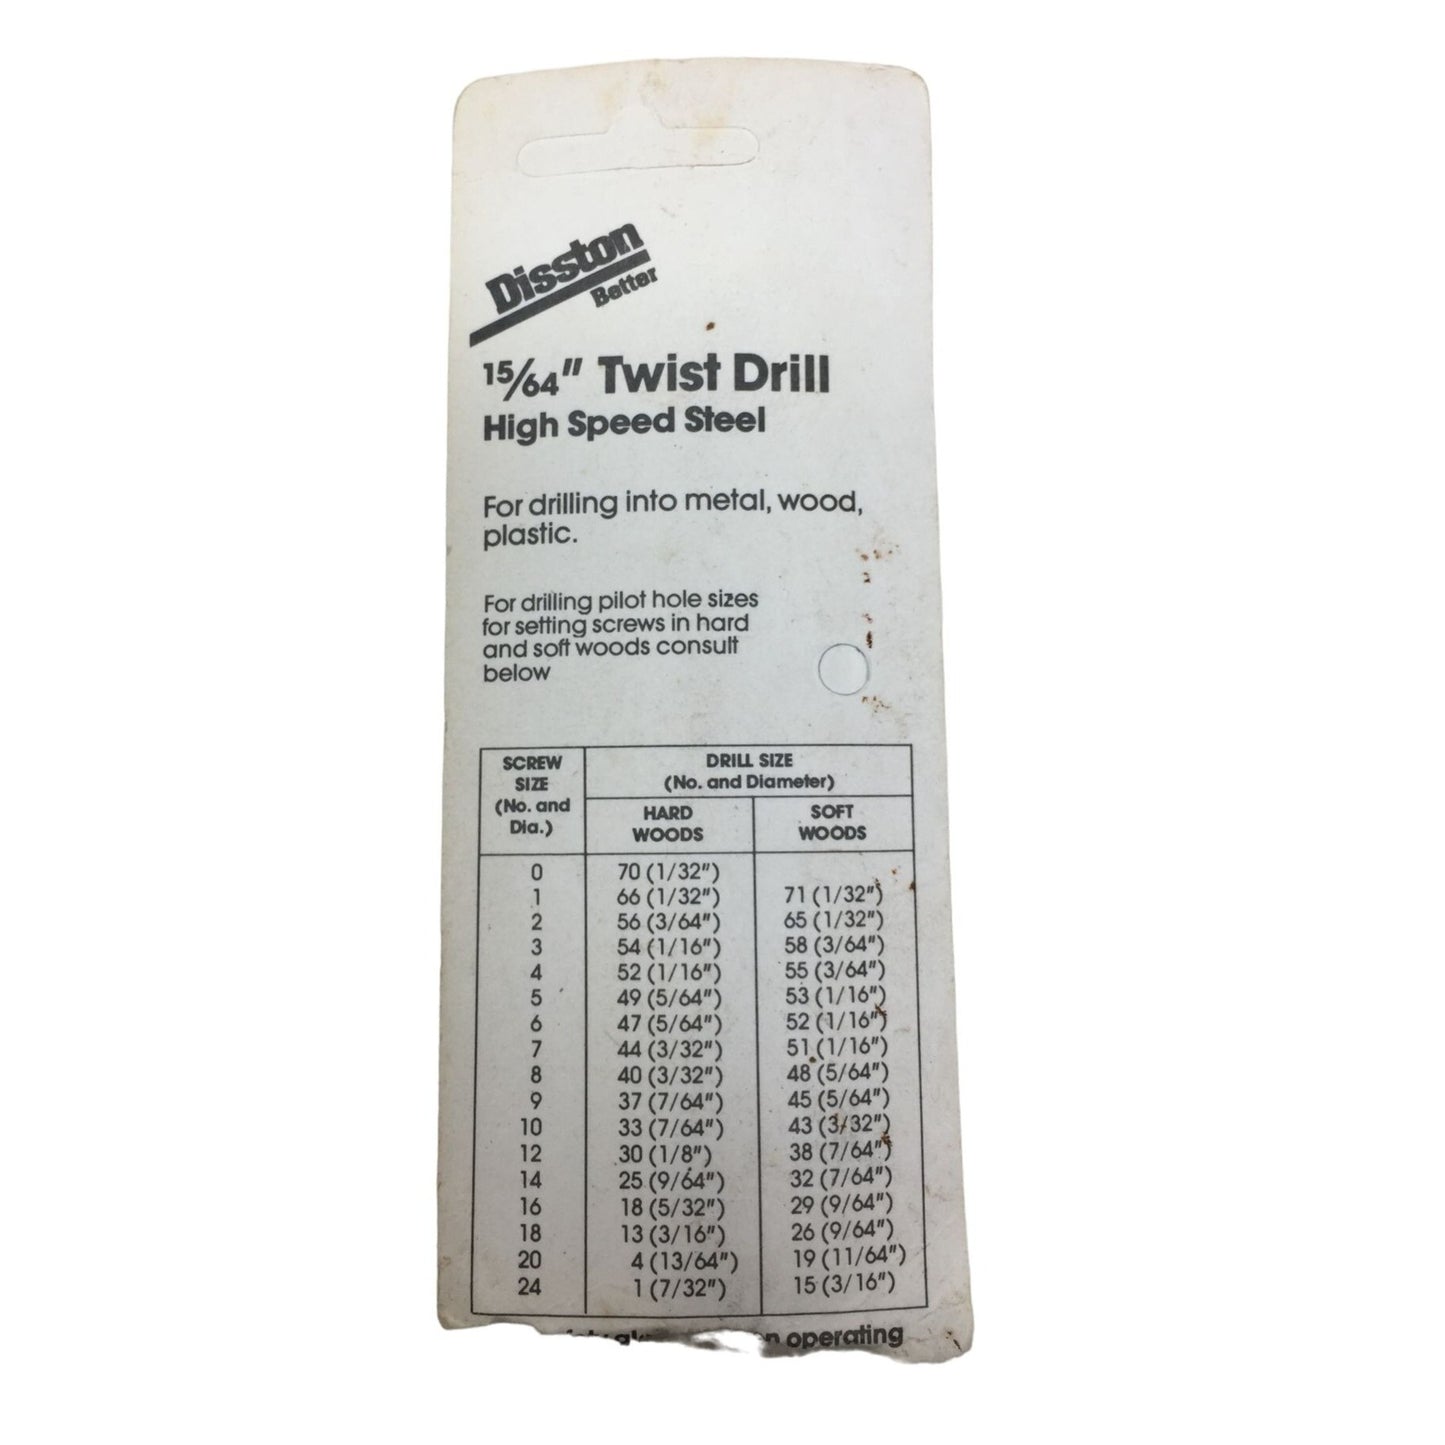 Disston
Better
15/64" Twist Drill
High Speed Steel
For drilling into metal, wood,
plastic.
For drilling pilot hole sizes
for setting screws in hard
and soft woods consult
below
SCREW SIZE (No. and Dia.) DRILL SIZE (No. and Diameter)
HARD WOODS SOFT WOODS
0 70 (1/32")
1 66 (1/32") 71 (1/32")
2 56 (3/64") 65 (1/32")
3 54 (1/16") 58 (3/64")
4 52 (1/16") 55 (3/64")
5 49 (5/64") 53 (1/16")
6 47 (5/64") 52 (1/16")
7 44 (3/32") 51 (1/16")
8 40 (3/32") 48 (5/64")
9 37 (7/64") 45 (5/64")
10 33 (7/64") 43 (3/32")
12 30 (1/8") 38 (7/64")
14 25 (9/64") 32 (7/64")
16 18 (5/32") 29 (9/64")
18 13 (3/16") 26 (9/64")
20 4 (13/64") 19 (11/64")
24 1 (7/32") 15 (3/16")
operating